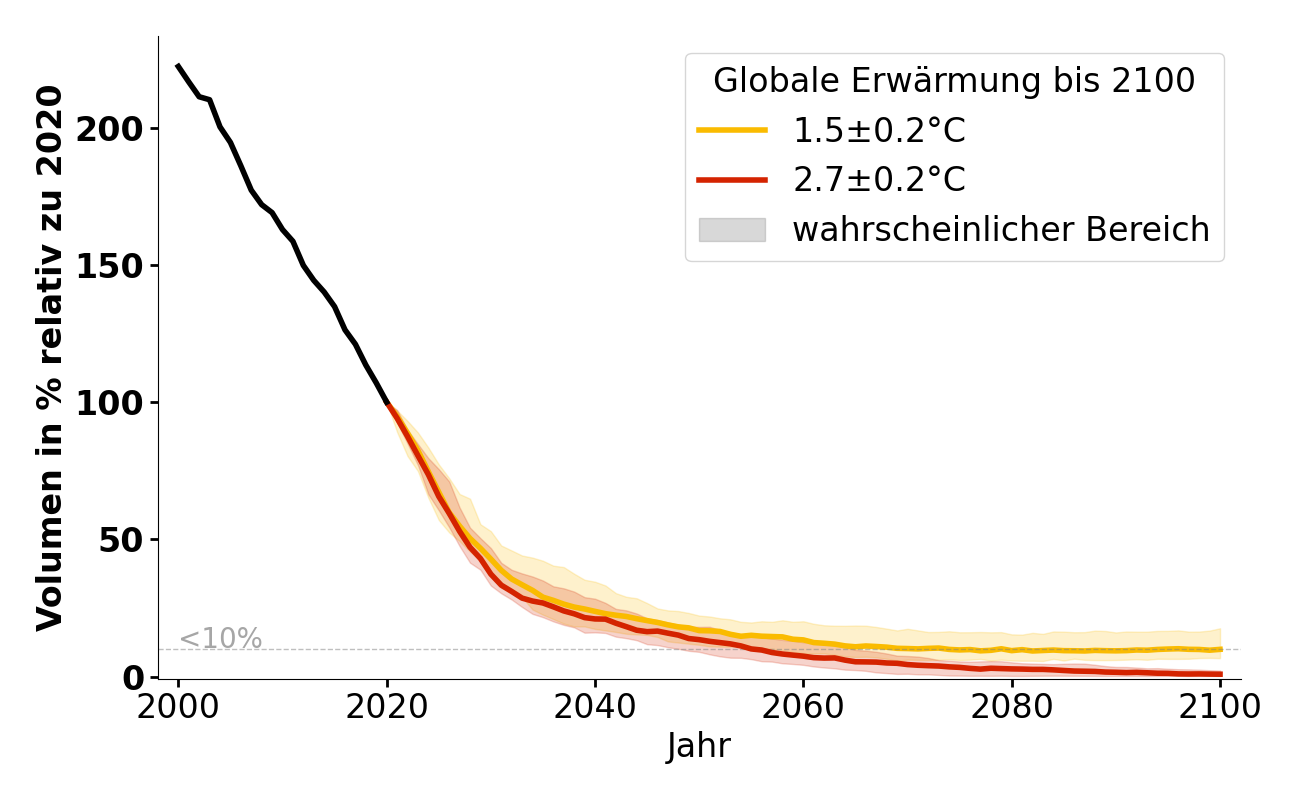 Globale Erwärmung bis 2100
1.5±0.2°C
2.7±0.2°C
wahrscheinlicher Bereich
Volumen in % relativ zu 2020
200
150
100
50
0
<10%
2000 2020 2040 2060 2080 2100
Jahr